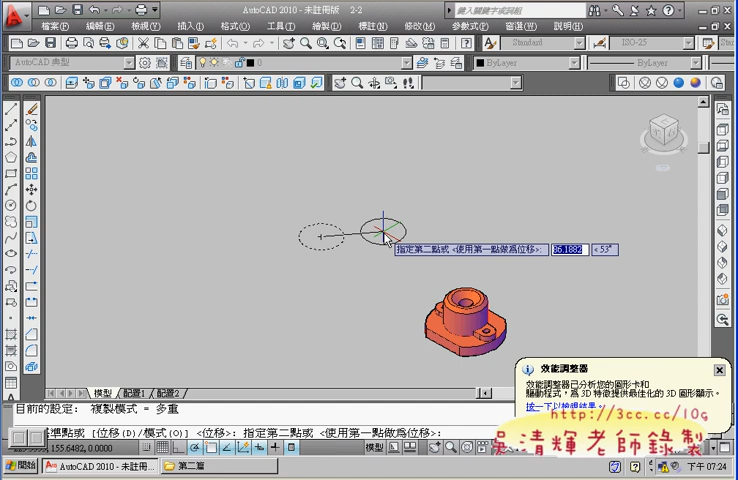 AutoCAD 2010 - 未註冊版 2-2
鍵入關鍵字或詞組
檔案(F) 編輯(E) 檢視(V) 插入(I) 格式(O) 工具(T) 繪製(D) 標註(N) 修改(M) 參數式(P) 視窗(W) 說明(H)
Standard ISO-25
AutoCAD 典型 0 ByLayer ByLayer
指定第二點或 <使用第一點做為位移>: <53°
模型 配置1 配置2
效能調整器
效能調整器已分析您的圖形卡和
驅動程式，為 3D 特徵提供最佳化的 3D 圖形顯示。
按一下以檢視結果。
http://3cc.cc/10g
吳清輝老師錄製
目前的設定: 複製模式 = 多重
準點或 [位移(D)/模式(O)] <位移>: 指定第二點或 <使用第一點做為位移>:
155.6482, 0.0000 模型
開始 AutoCAD 2010 - 未註... 第二篇 下午 07:24